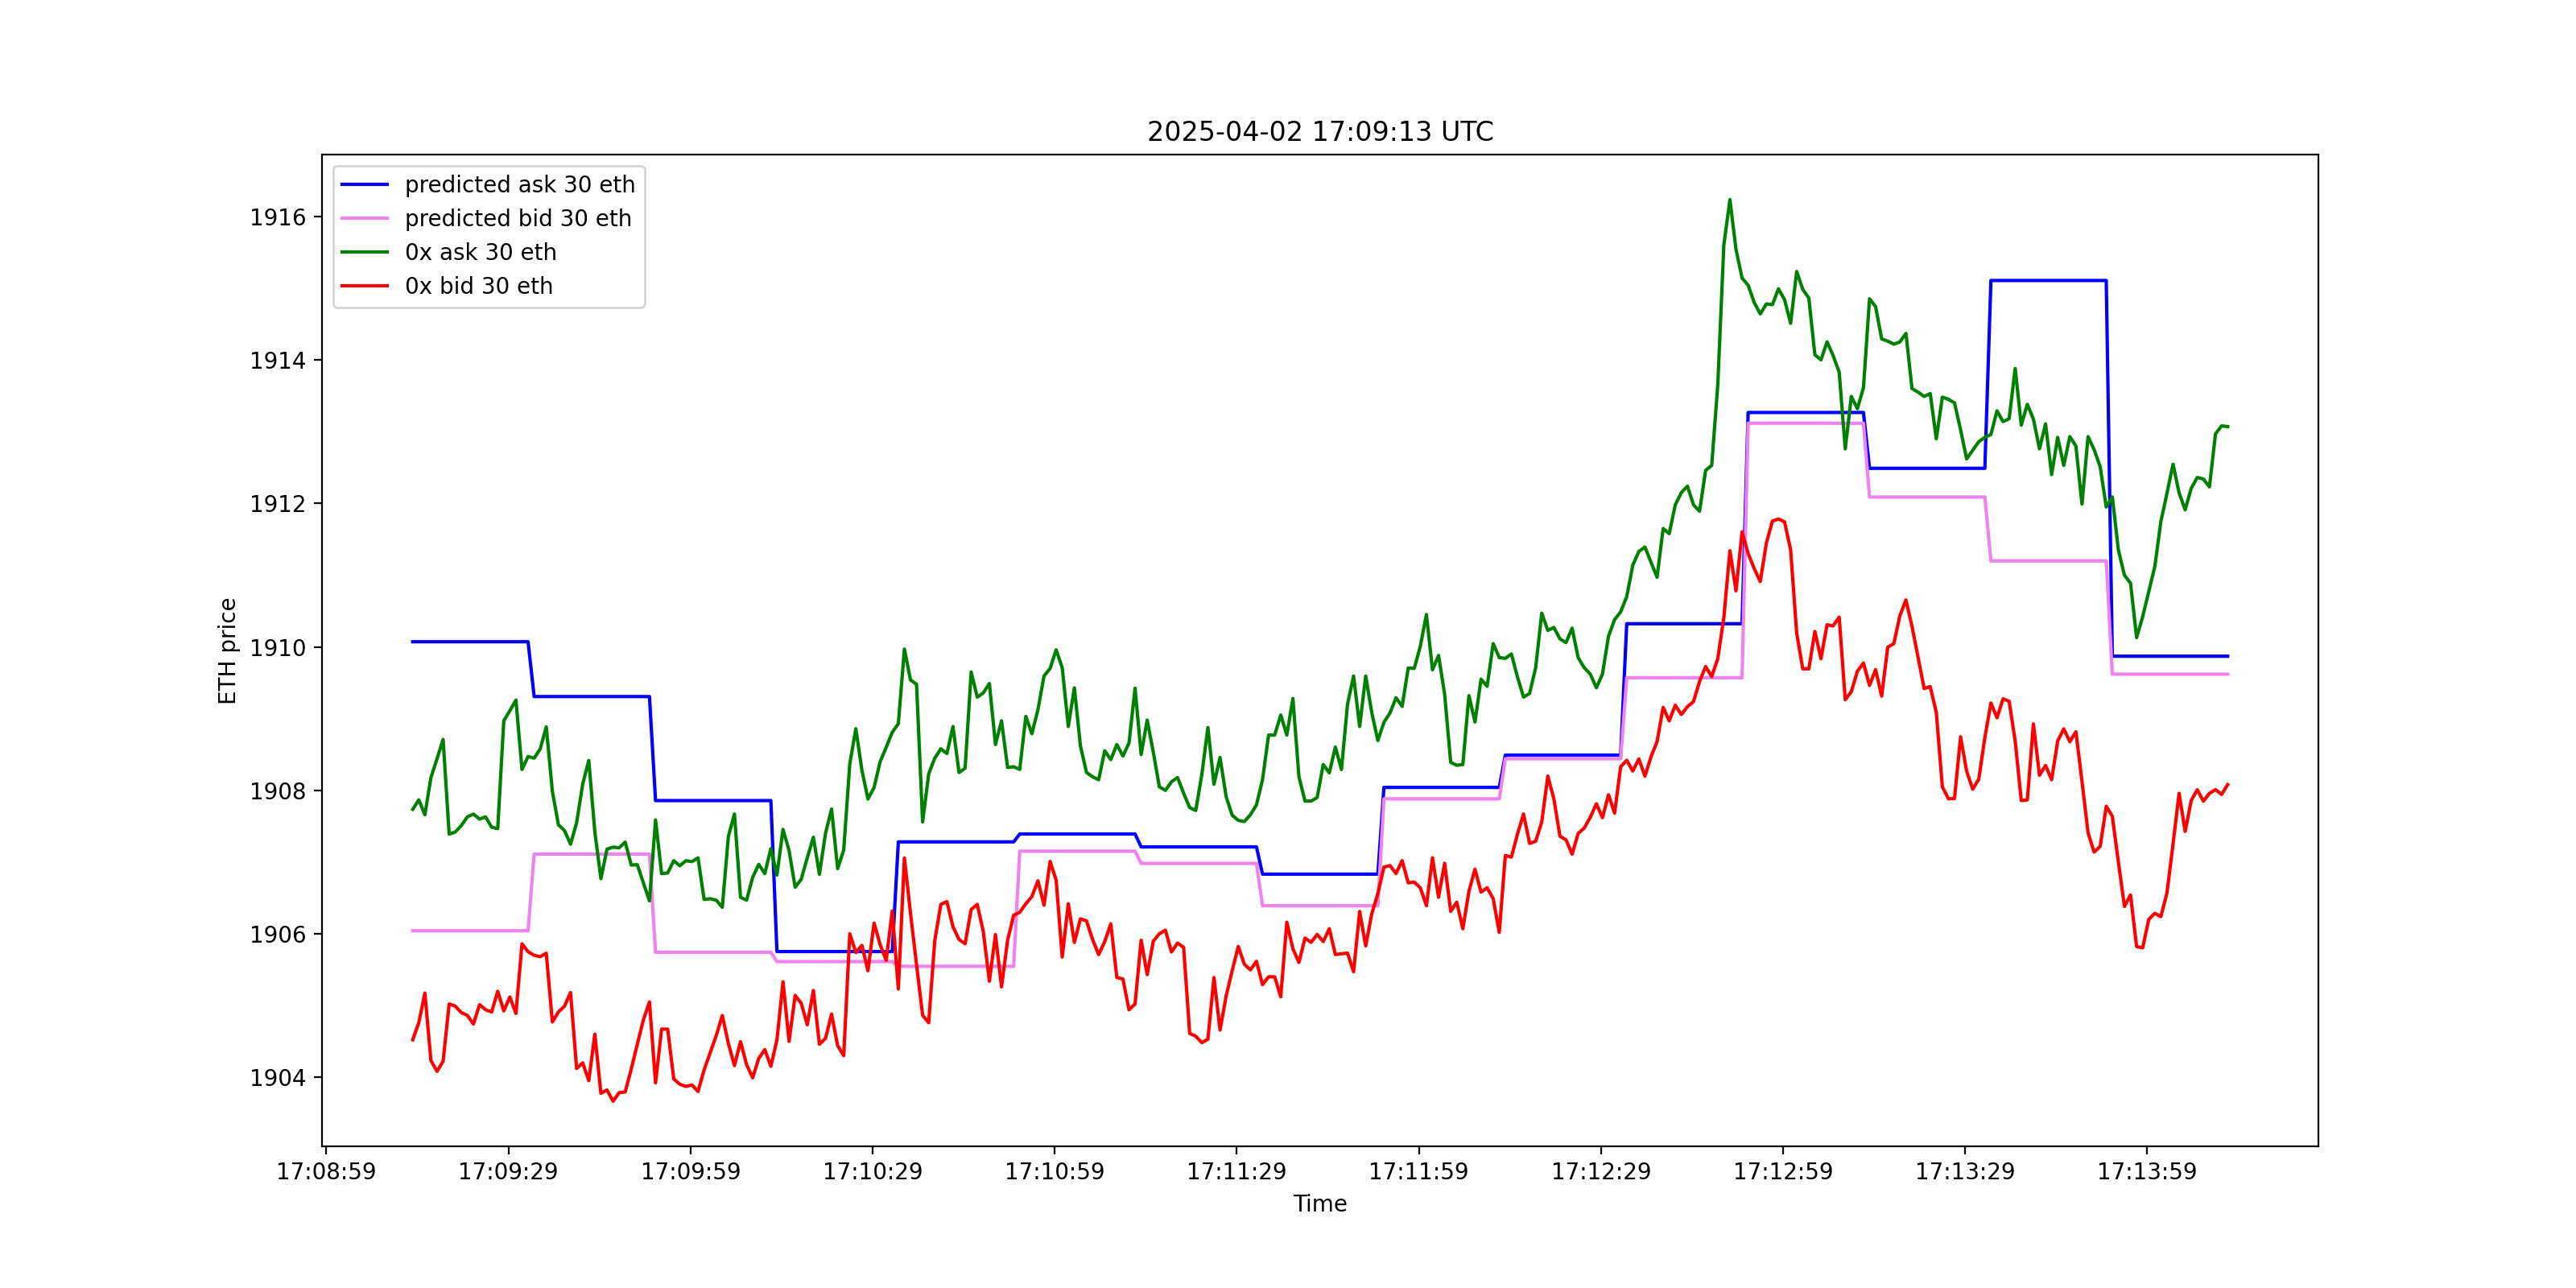 2025-04-02 17:09:13 UTC
predicted ask 30 eth
predicted bid 30 eth
0x ask 30 eth
0x bid 30 eth
ETH price
1916
1914
1912
1910
1908
1906
1904
17:08:59 17:09:29 17:09:59 17:10:29 17:10:59 17:11:29 17:11:59 17:12:29 17:12:59 17:13:29 17:13:59
Time